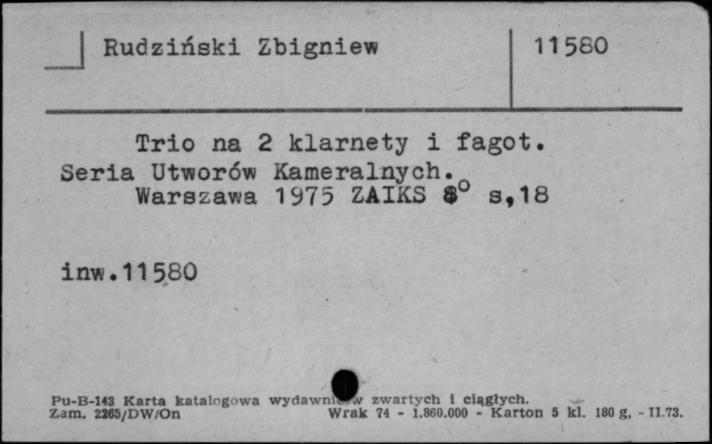 Rudziński Zbigniew 11580
Trio na 2 klarnety i fagot.
Seria Utworów Kameralnych.
Warszawa 1975 ZAIKS 8° s,18
inw.11580
Pu-B-143 Karta katalogowa zwartych i ciągłych.
Zam. 2265/DW/On Wrak 74 - 1.860.000 - Karton 5 kl. 180 g, - II.73.